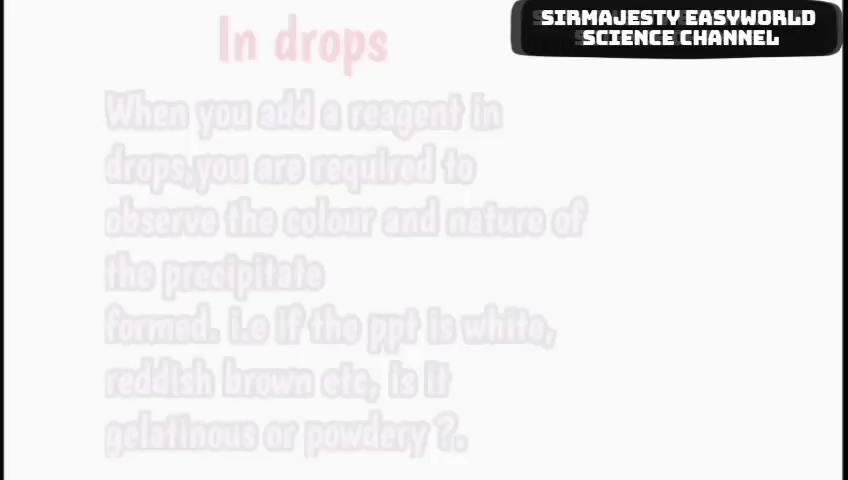 SIRMAJESTY EASYWORLD
SCIENCE CHANNEL
In drops
When you add a reagent in
drops,you are required to
observe the colour and nature of
the precipitate
formed. i.e if the ppt is white,
reddish brown etc, is it
gelatinous or powdery ?.